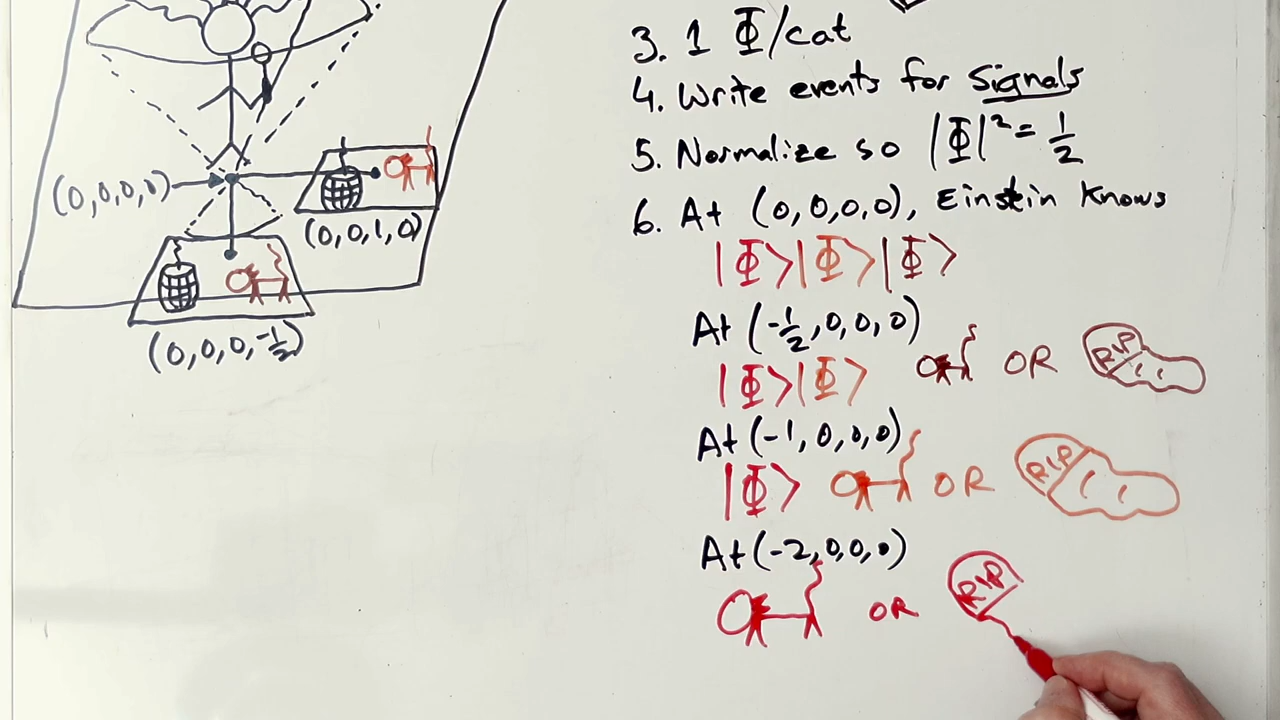 (0,0,0,0)
(0,0,1,0)
(0,0,0,-½)
3. 1 Φ/cat
4. Write events for Signals
5. Normalize so |Φ|² = ½
6. At (0,0,0,0), Einstein Knows
|Φ>|Φ>|Φ>
At (-½,0,0,0)
|Φ>|Φ> OR RIP
At (-1,0,0,0)
|Φ> OR RIP
At (-2,0,0,0)
OR RIP